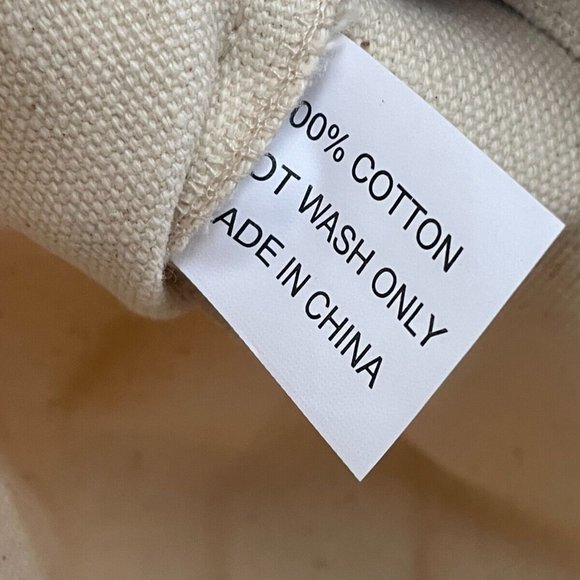 00% COTTON
OT WASH ONLY
ADE IN CHINA